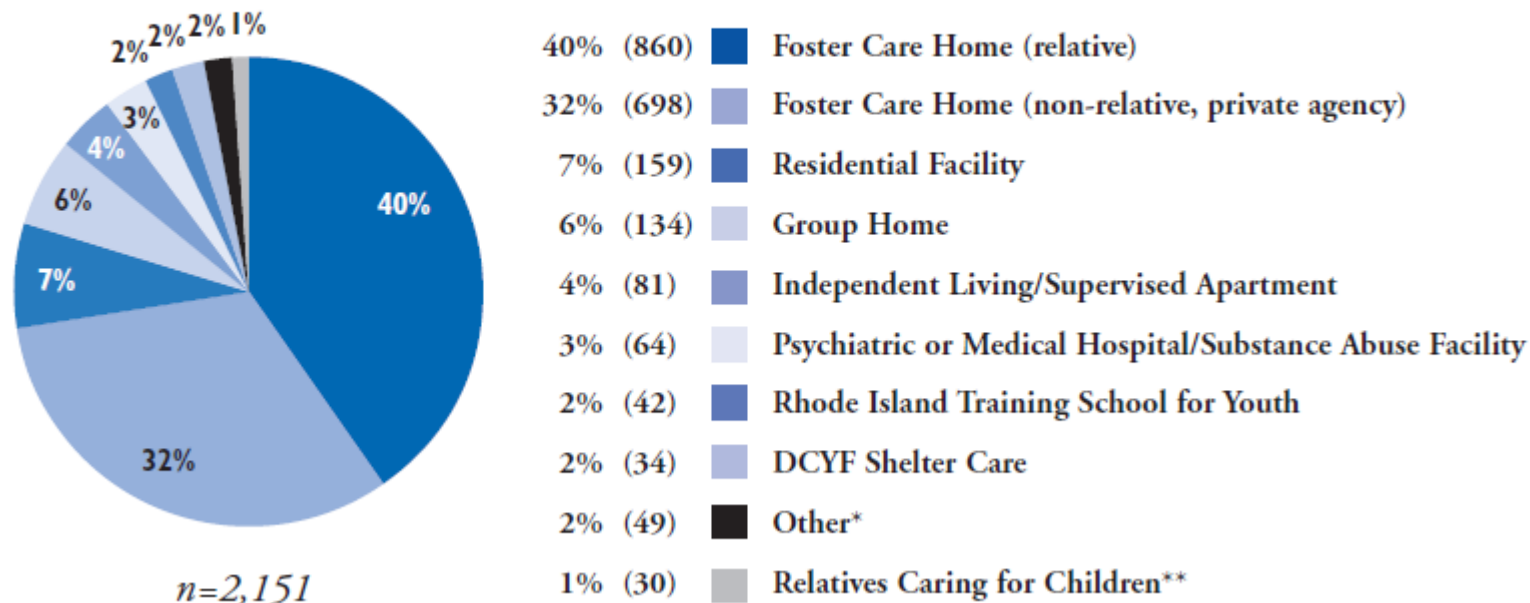 2% 2% 2% 1%
3%
4%
6%
7%
32%
40%
n=2,151
40% (860) Foster Care Home (relative)
32% (698) Foster Care Home (non-relative, private agency)
7% (159) Residential Facility
6% (134) Group Home
4% (81) Independent Living/Supervised Apartment
3% (64) Psychiatric or Medical Hospital/Substance Abuse Facility
2% (42) Rhode Island Training School for Youth
2% (34) DCYF Shelter Care
2% (49) Other*
1% (30) Relatives Caring for Children**